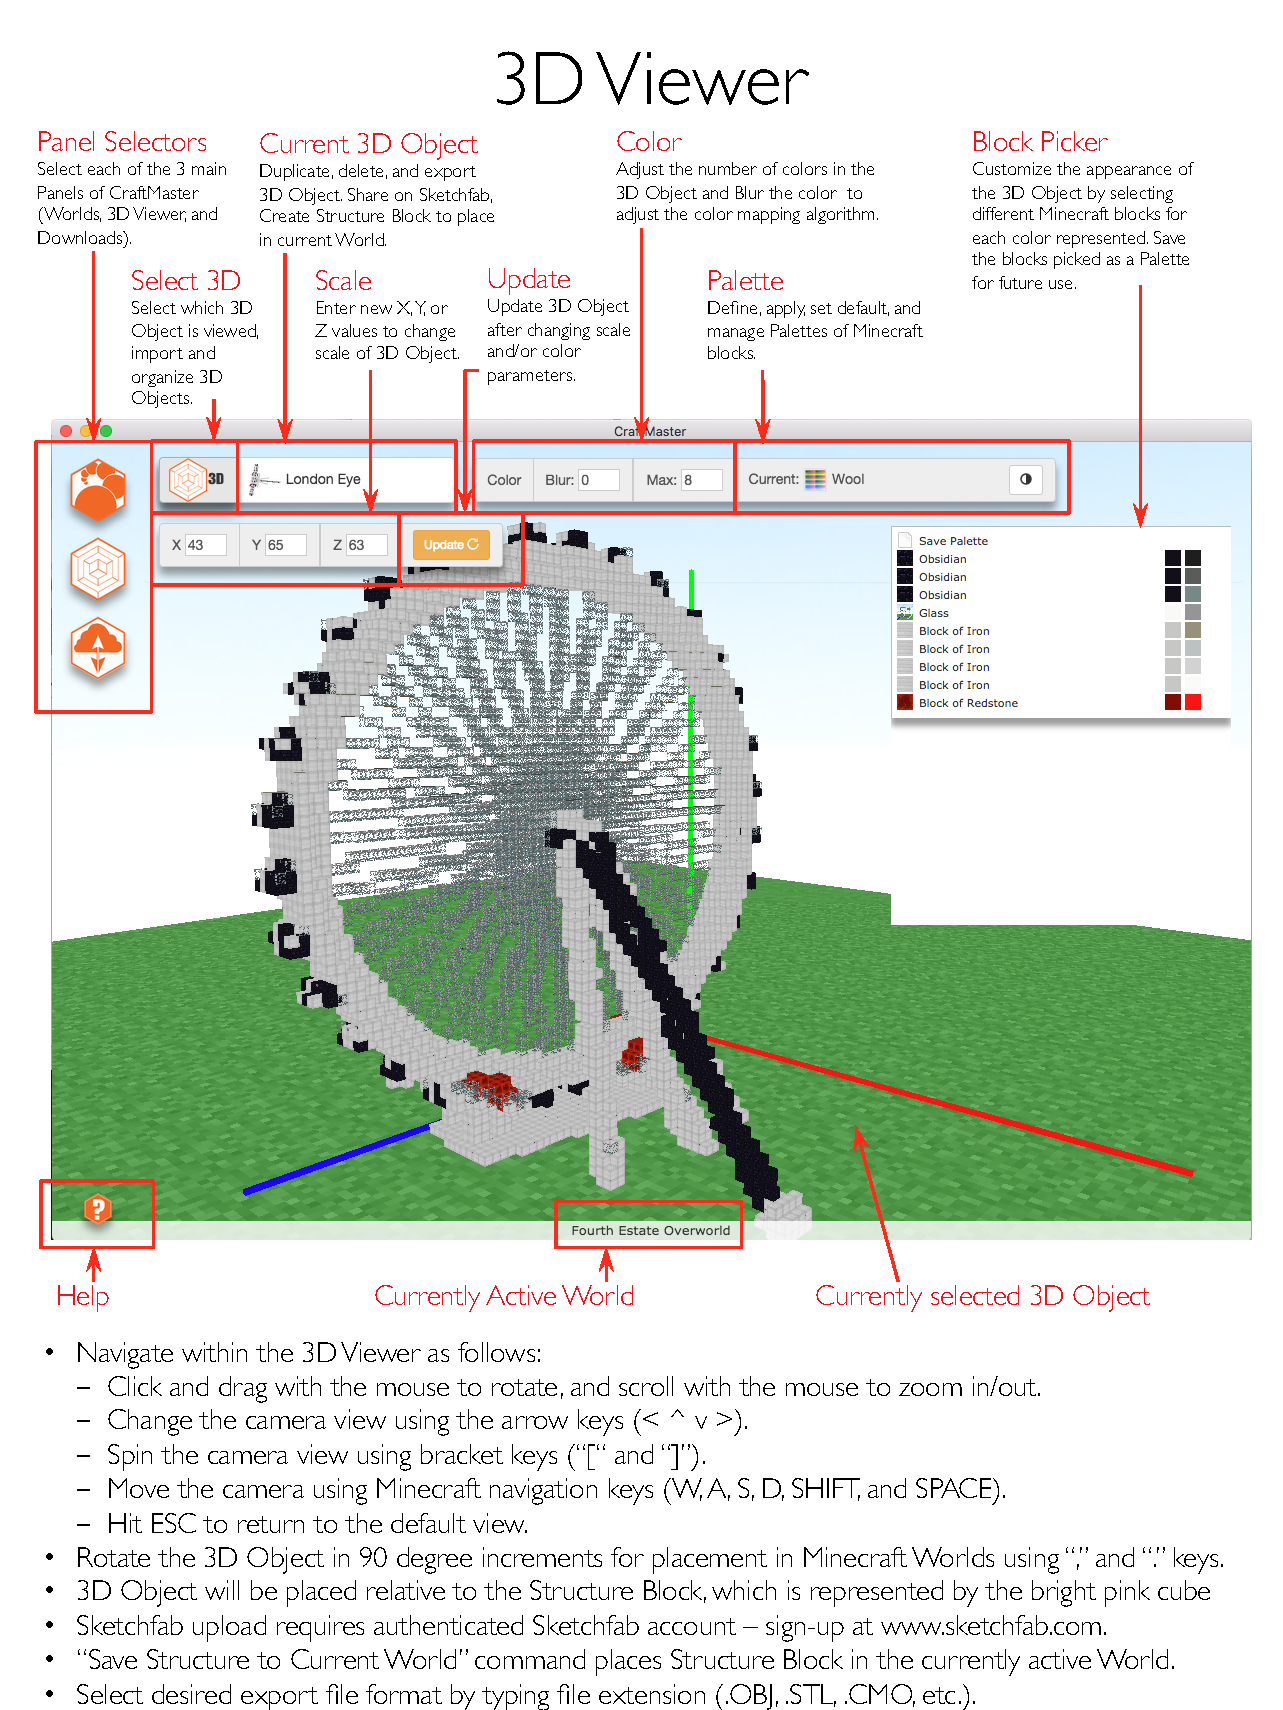 3D Viewer
Panel Selectors
Select each of the 3 main
Panels of CraftMaster
(Worlds, 3D Viewer, and
Downloads).
Current 3D Object
Duplicate, delete, and export
3D Object. Share on Sketchfab,
Create Structure Block to place
in current World.
Color
Adjust the number of colors in the
3D Object and Blur the color to
adjust the color mapping algorithm.
Block Picker
Customize the appearance of
the 3D Object by selecting
different Minecraft blocks for
each color represented. Save
the blocks picked as a Palette
for future use.
Select 3D
Select which 3D
Object is viewed,
import and
organize 3D
Objects.
Scale
Enter new X, Y, or
Z values to change
scale of 3D Object.
Update
Update 3D Object
after changing scale
and/or color
parameters.
Palette
Define, apply, set default, and
manage Palettes of Minecraft
blocks.
CraftMaster
3D
London Eye
Color
Blur: 0
Max: 8
Current: Wool
X 43
Y 65
Z 63
Update
Save Palette
Obsidian
Obsidian
Obsidian
Glass
Block of Iron
Block of Iron
Block of Iron
Block of Iron
Block of Redstone
?
Fourth Estate Overworld
Help
Currently Active World
Currently selected 3D Object
• Navigate within the 3D Viewer as follows:
– Click and drag with the mouse to rotate, and scroll with the mouse to zoom in/out.
– Change the camera view using the arrow keys (< ^ v >).
– Spin the camera view using bracket keys (“[“ and “]”).
– Move the camera using Minecraft navigation keys (W, A, S, D, SHIFT, and SPACE).
– Hit ESC to return to the default view.
• Rotate the 3D Object in 90 degree increments for placement in Minecraft Worlds using “,” and “.” keys.
• 3D Object will be placed relative to the Structure Block, which is represented by the bright pink cube
• Sketchfab upload requires authenticated Sketchfab account – sign-up at www.sketchfab.com.
• “Save Structure to Current World” command places Structure Block in the currently active World.
• Select desired export file format by typing file extension (.OBJ, .STL, .CMO, etc.).